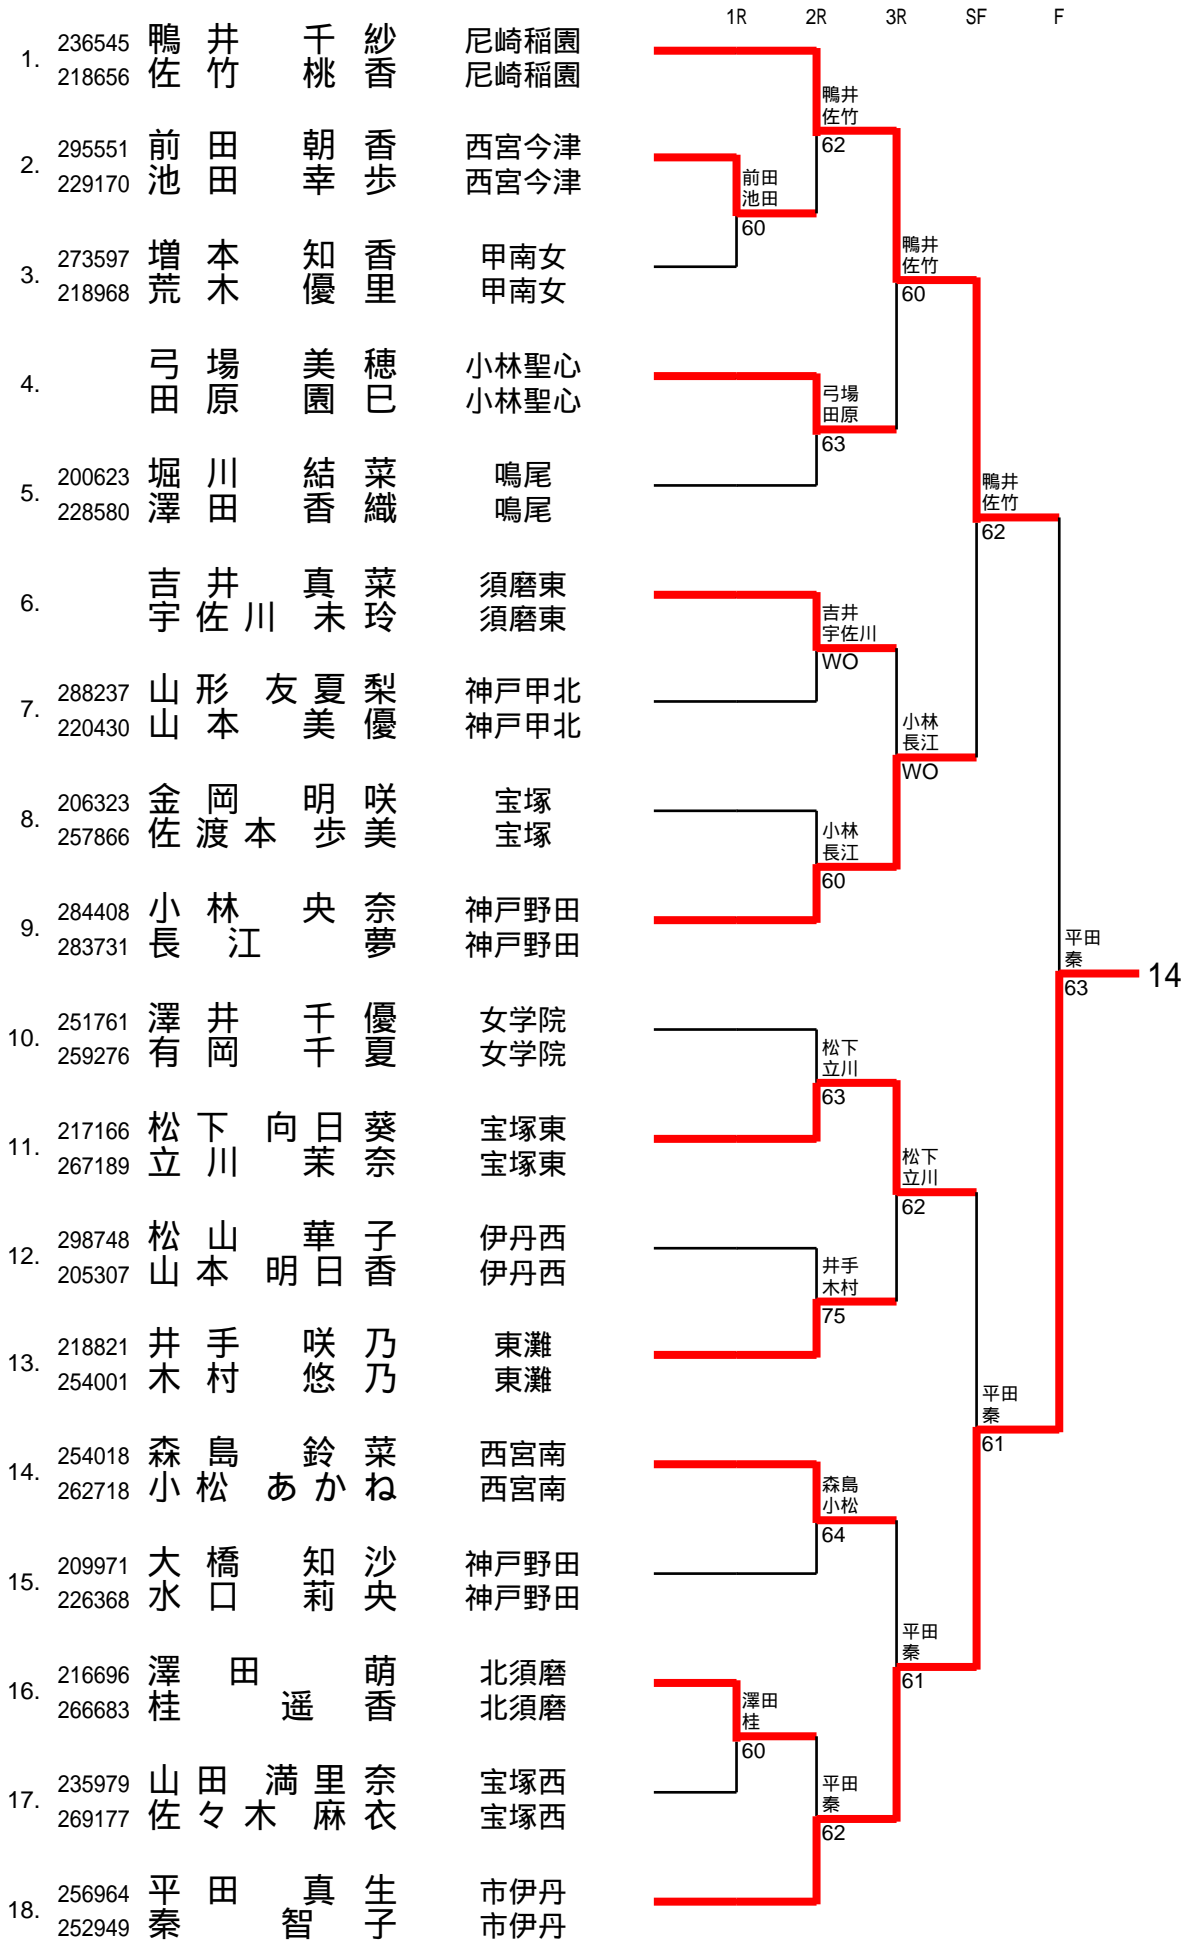 1R 2R 3R SF F
1. 236545 鴨井 千紗 尼崎稲園
218656 佐竹 桃香 尼崎稲園
2. 295551 前田 朝香 西宮今津
229170 池田 幸歩 西宮今津
3. 273597 増本 知香 甲南女
218968 荒木 優里 甲南女
4. 弓場 美穂 小林聖心
田原 園巳 小林聖心
5. 200623 堀川 結菜 鳴尾
228580 澤田 香織 鳴尾
6. 吉井 真菜 須磨東
宇佐川 未玲 須磨東
7. 288237 山形 友夏梨 神戸甲北
220430 山本 美優 神戸甲北
8. 206323 金岡 明咲 宝塚
257866 佐渡本 歩美 宝塚
9. 284408 小林 央奈 神戸野田
283731 長江 夢 神戸野田
10. 251761 澤井 千優 女学院
259276 有岡 千夏 女学院
11. 217166 松下 向日葵 宝塚東
267189 立川 茉奈 宝塚東
12. 298748 松山 華子 伊丹西
205307 山本 明日香 伊丹西
13. 218821 井手 咲乃 東灘
254001 木村 悠乃 東灘
14. 254018 森島 鈴菜 西宮南
262718 小松 あかね 西宮南
15. 209971 大橋 知沙 神戸野田
226368 水口 莉央 神戸野田
16. 216696 澤田 萌 北須磨
266683 桂 遥香 北須磨
17. 235979 山田 満里奈 宝塚西
269177 佐々木 麻衣 宝塚西
18. 256964 平田 真生 市伊丹
252949 秦 智子 市伊丹
前田
池田
60
澤田
桂
60
鴨井
佐竹
62
弓場
田原
63
吉井
宇佐川
WO
小林
長江
60
松下
立川
63
井手
木村
75
森島
小松
64
平田
秦
62
鴨井
佐竹
60
小林
長江
WO
松下
立川
62
平田
秦
61
鴨井
佐竹
62
平田
秦
61
平田
秦
63
14